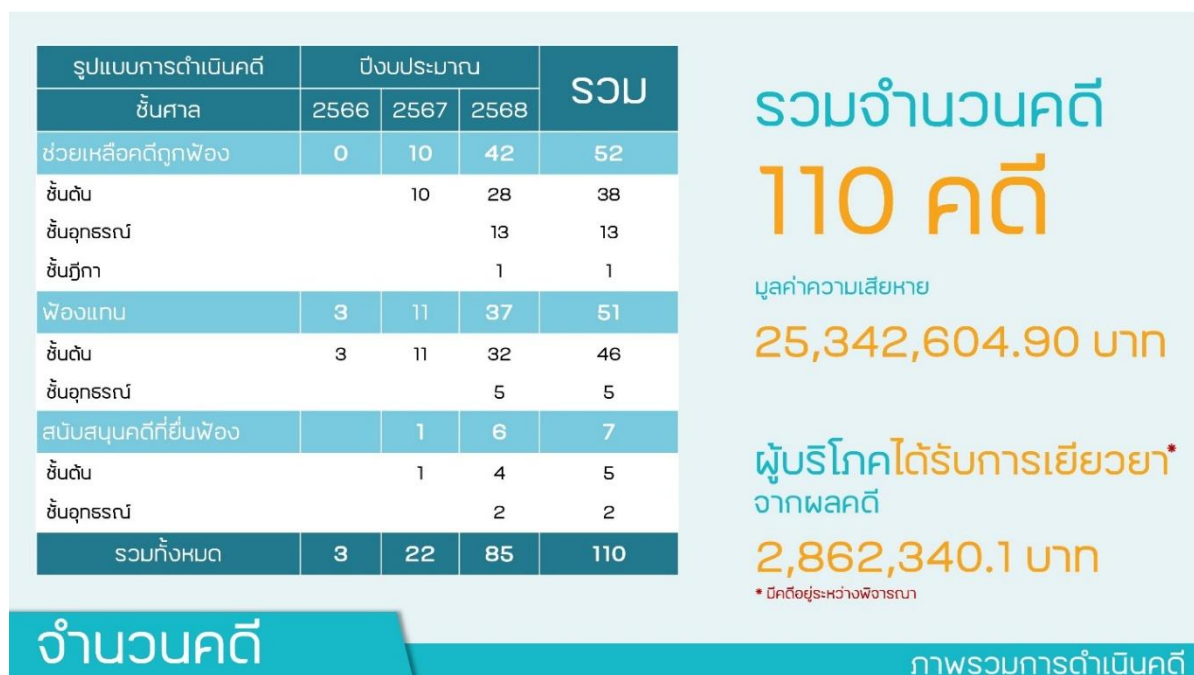 รูปแบบการดำเนินคดี ปีงบประมาณ รวม
ชั้นศาล 2566 2567 2568
ช่วยเหลือคดีถูกฟ้อง 0 10 42 52
ชั้นต้น 10 28 38
ชั้นอุทธรณ์ 13 13
ชั้นฎีกา 1 1
ฟ้องแทน 3 11 37 51
ชั้นต้น 3 11 32 46
ชั้นอุทธรณ์ 5 5
สนับสนุนคดีที่ยื่นฟ้อง 1 6 7
ชั้นต้น 1 4 5
ชั้นอุทธรณ์ 2 2
รวมทั้งหมด 3 22 85 110
รวมจำนวนคดี
110 คดี
มูลค่าความเสียหาย
25,342,604.90 บาท
ผู้บริโภคได้รับการเยียวยา*
จากผลคดี
2,862,340.1 บาท
* มีคดีอยู่ระหว่างพิจารณา
จำนวนคดี
ภาพรวมการดำเนินคดี